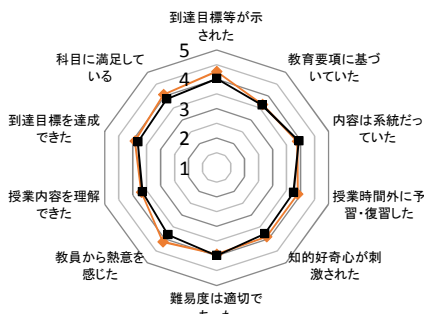 到達目標等が示
された
5
4
3
2
1
教育要項に基づ
いていた
内容は系統だっ
ていた
授業時間外に予
習・復習した
知的好奇心が刺
激された
難易度は適切で
教員から熱意を
感じた
授業内容を理解
できた
到達目標を達成
できた
科目に満足して
いる